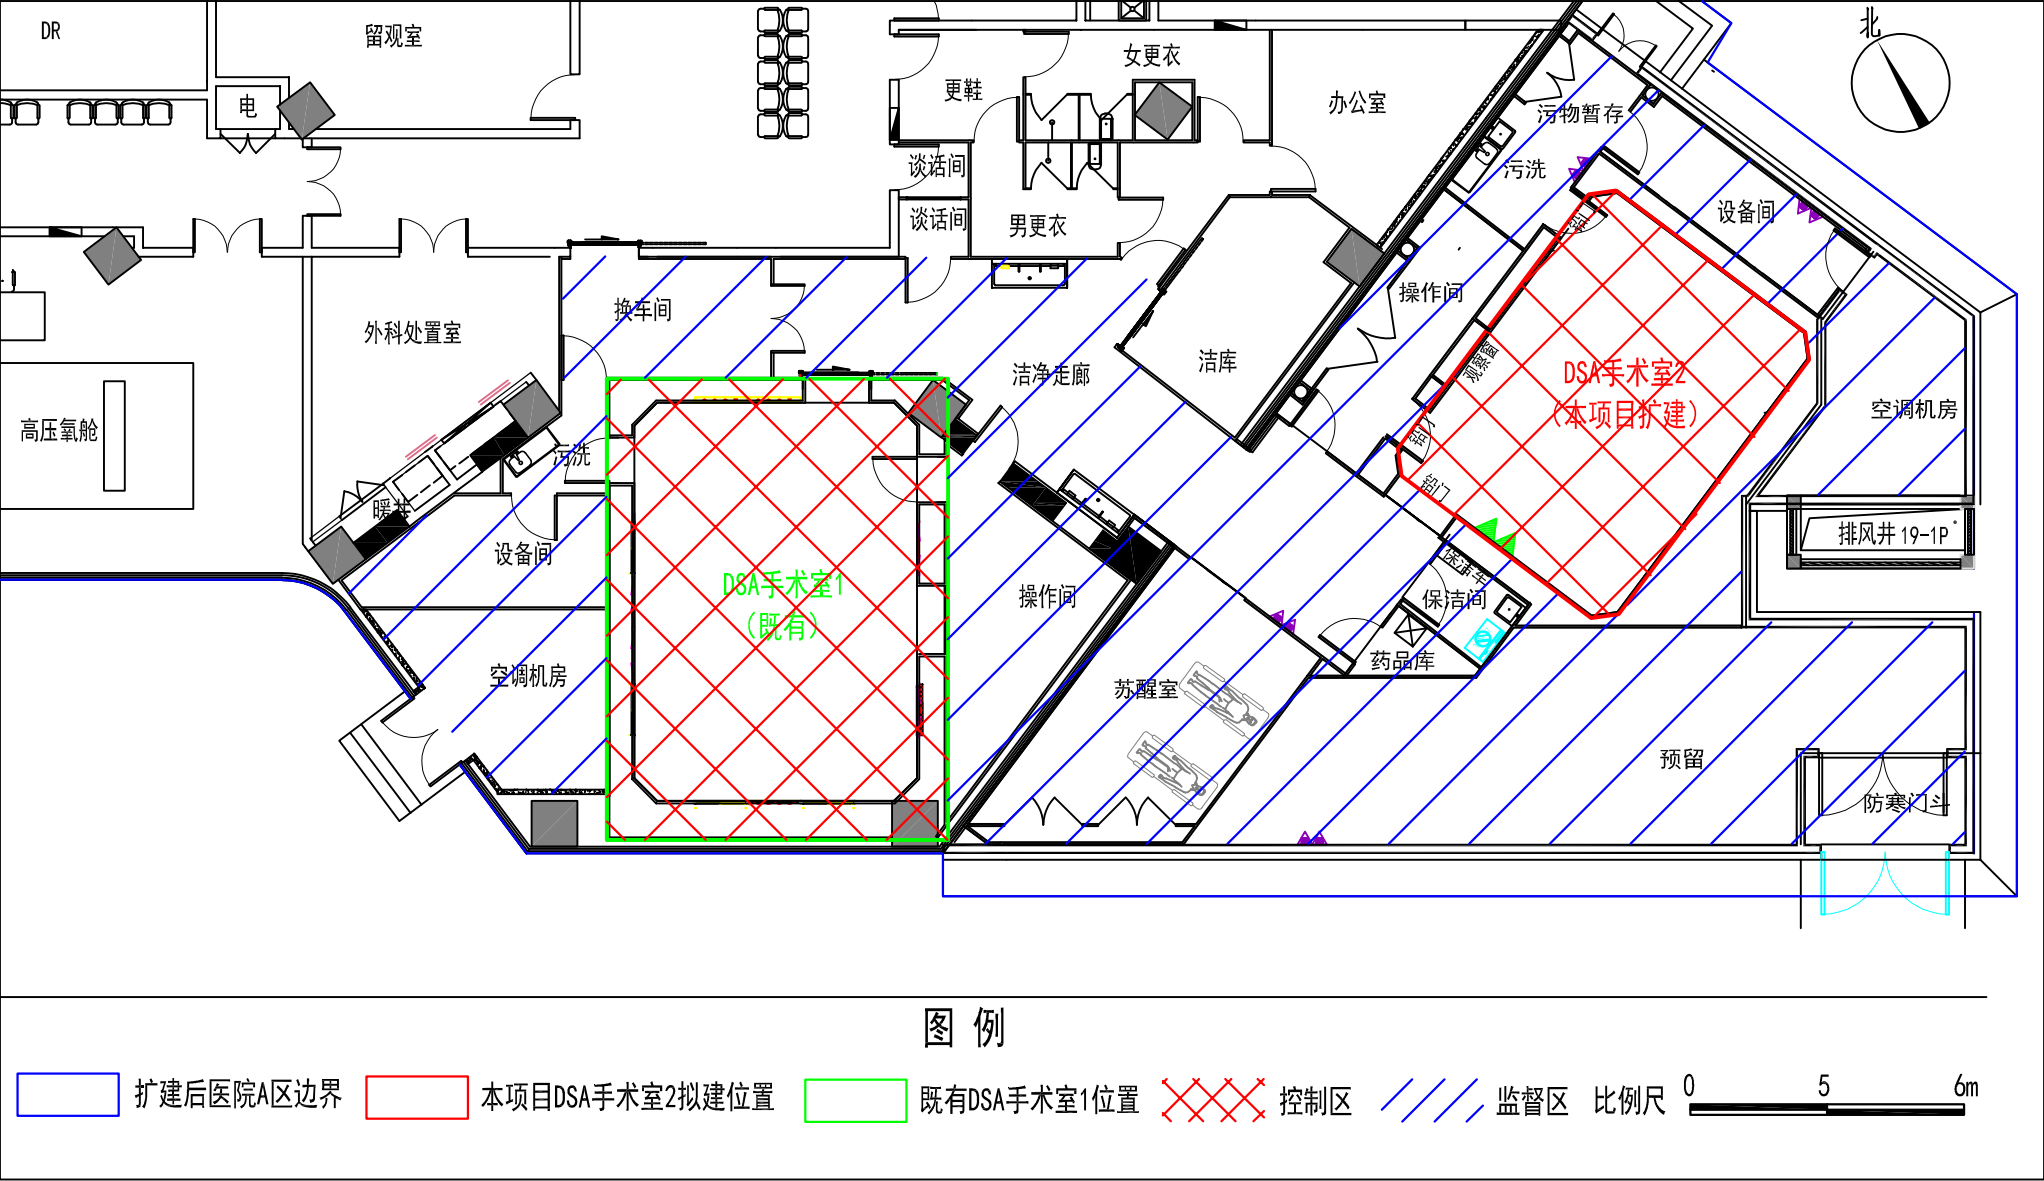 DR
留观室
北
女更衣
更鞋
电
办公室
污物暂存
谈话间
污洗
谈话间
男更衣
设备间
铅门
换车间
操作间
外科处置室
观察窗
洁净走廊
洁库
DSA手术室2
（本项目扩建）
空调机房
高压氧舱
铅门
污洗
铅门
暖井
排风井 19-1P
设备间
保洁车
DSA手术室1
（既有）
操作间
保洁间
药品库
空调机房
苏醒室
预留
防寒门斗
图 例
扩建后医院A区边界
本项目DSA手术室2拟建位置
既有DSA手术室1位置
控制区
监督区
比例尺
0 5 6m